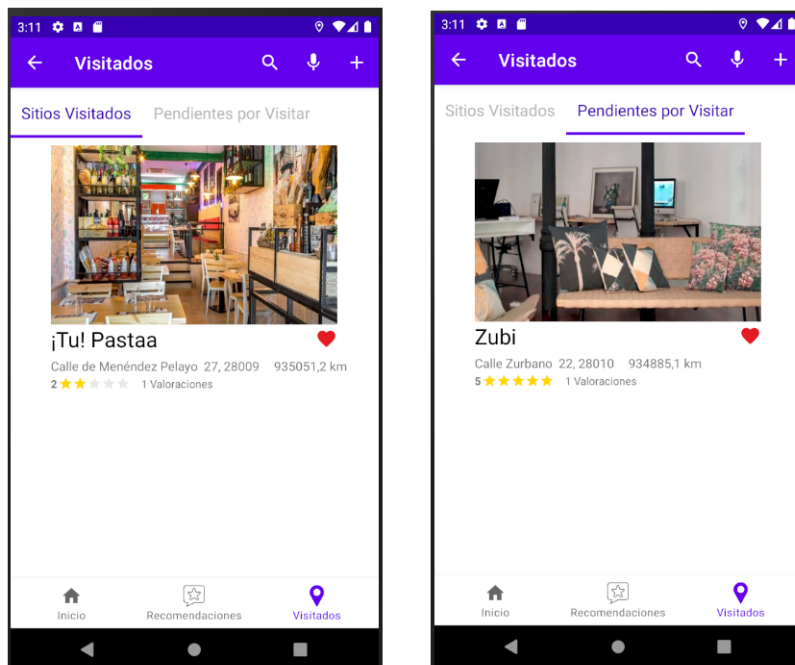 3:11
Visitados
Sitios Visitados Pendientes por Visitar
¡Tu! Pastaa
Calle de Menéndez Pelayo 27, 28009 935051,2 km
2 1 Valoraciones
Inicio Recomendaciones Visitados
3:11
Visitados
Sitios Visitados Pendientes por Visitar
Zubi
Calle Zurbano 22, 28010 934885,1 km
5 1 Valoraciones
Inicio Recomendaciones Visitados